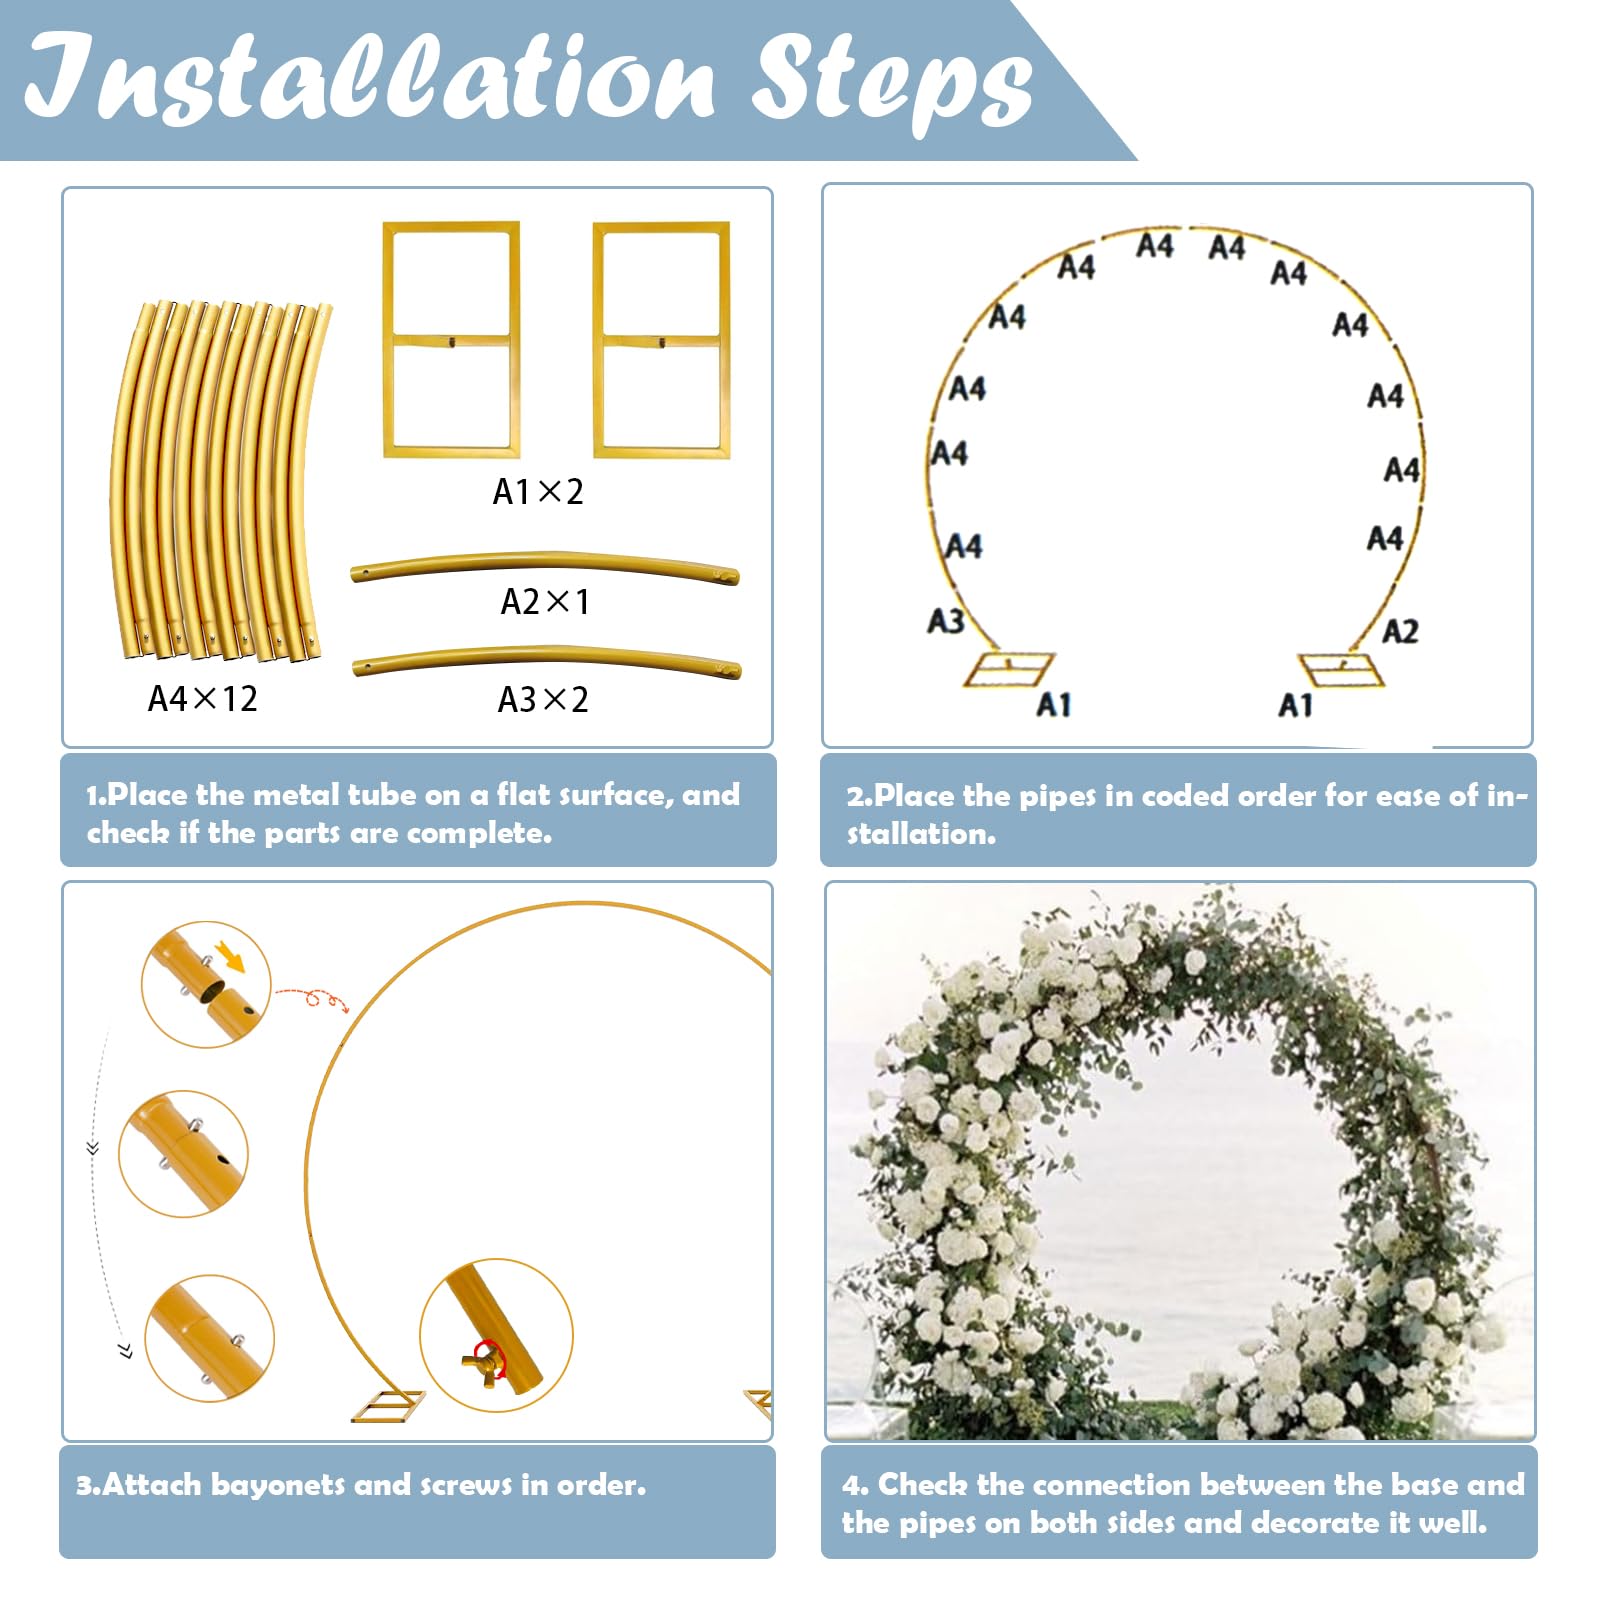 Installation Steps
A1×2
A2×1
A4×12
A3×2
A4
A4
A4
A4
A4
A4
A4
A4
A4
A4
A4
A4
A3
A2
A1
A1
1.Place the metal tube on a flat surface, and
check if the parts are complete.
2.Place the pipes in coded order for ease of in-
stallation.
3.Attach bayonets and screws in order.
4. Check the connection between the base and
the pipes on both sides and decorate it well.